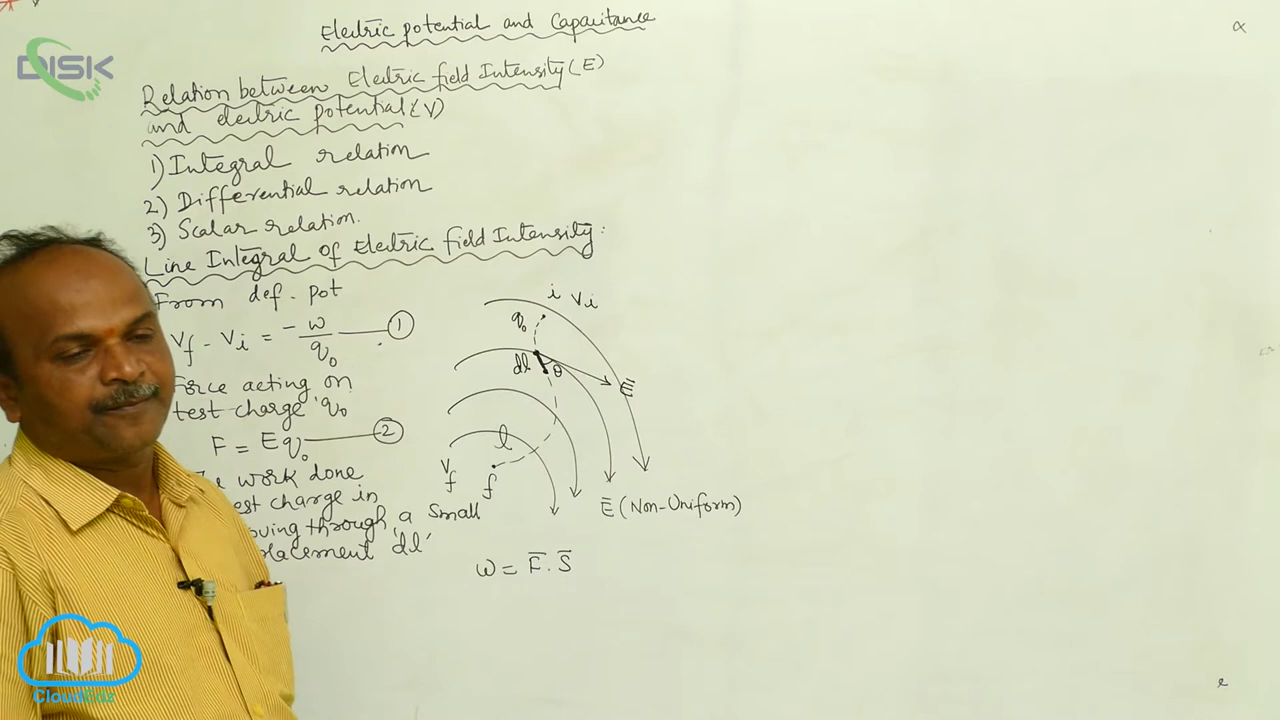 Electric potential and Capacitance
DISK
Relation between Electric field Intensity (E)
and electric potential (V)
1) Integral relation
2) Differential relation
3) Scalar relation.
Line Integral of Electric field Intensity:
From def. pot
Vf - Vi = -w/q₀ ①
Force acting on
test charge 'q₀'
F = Eq₀ ②
work done
test charge in
through a small
'dl'
i Vi
q₀
dl θ
E̅
l
Vf
f
E̅ (Non-Uniform)
w = F̅. S̅
CloudEdz